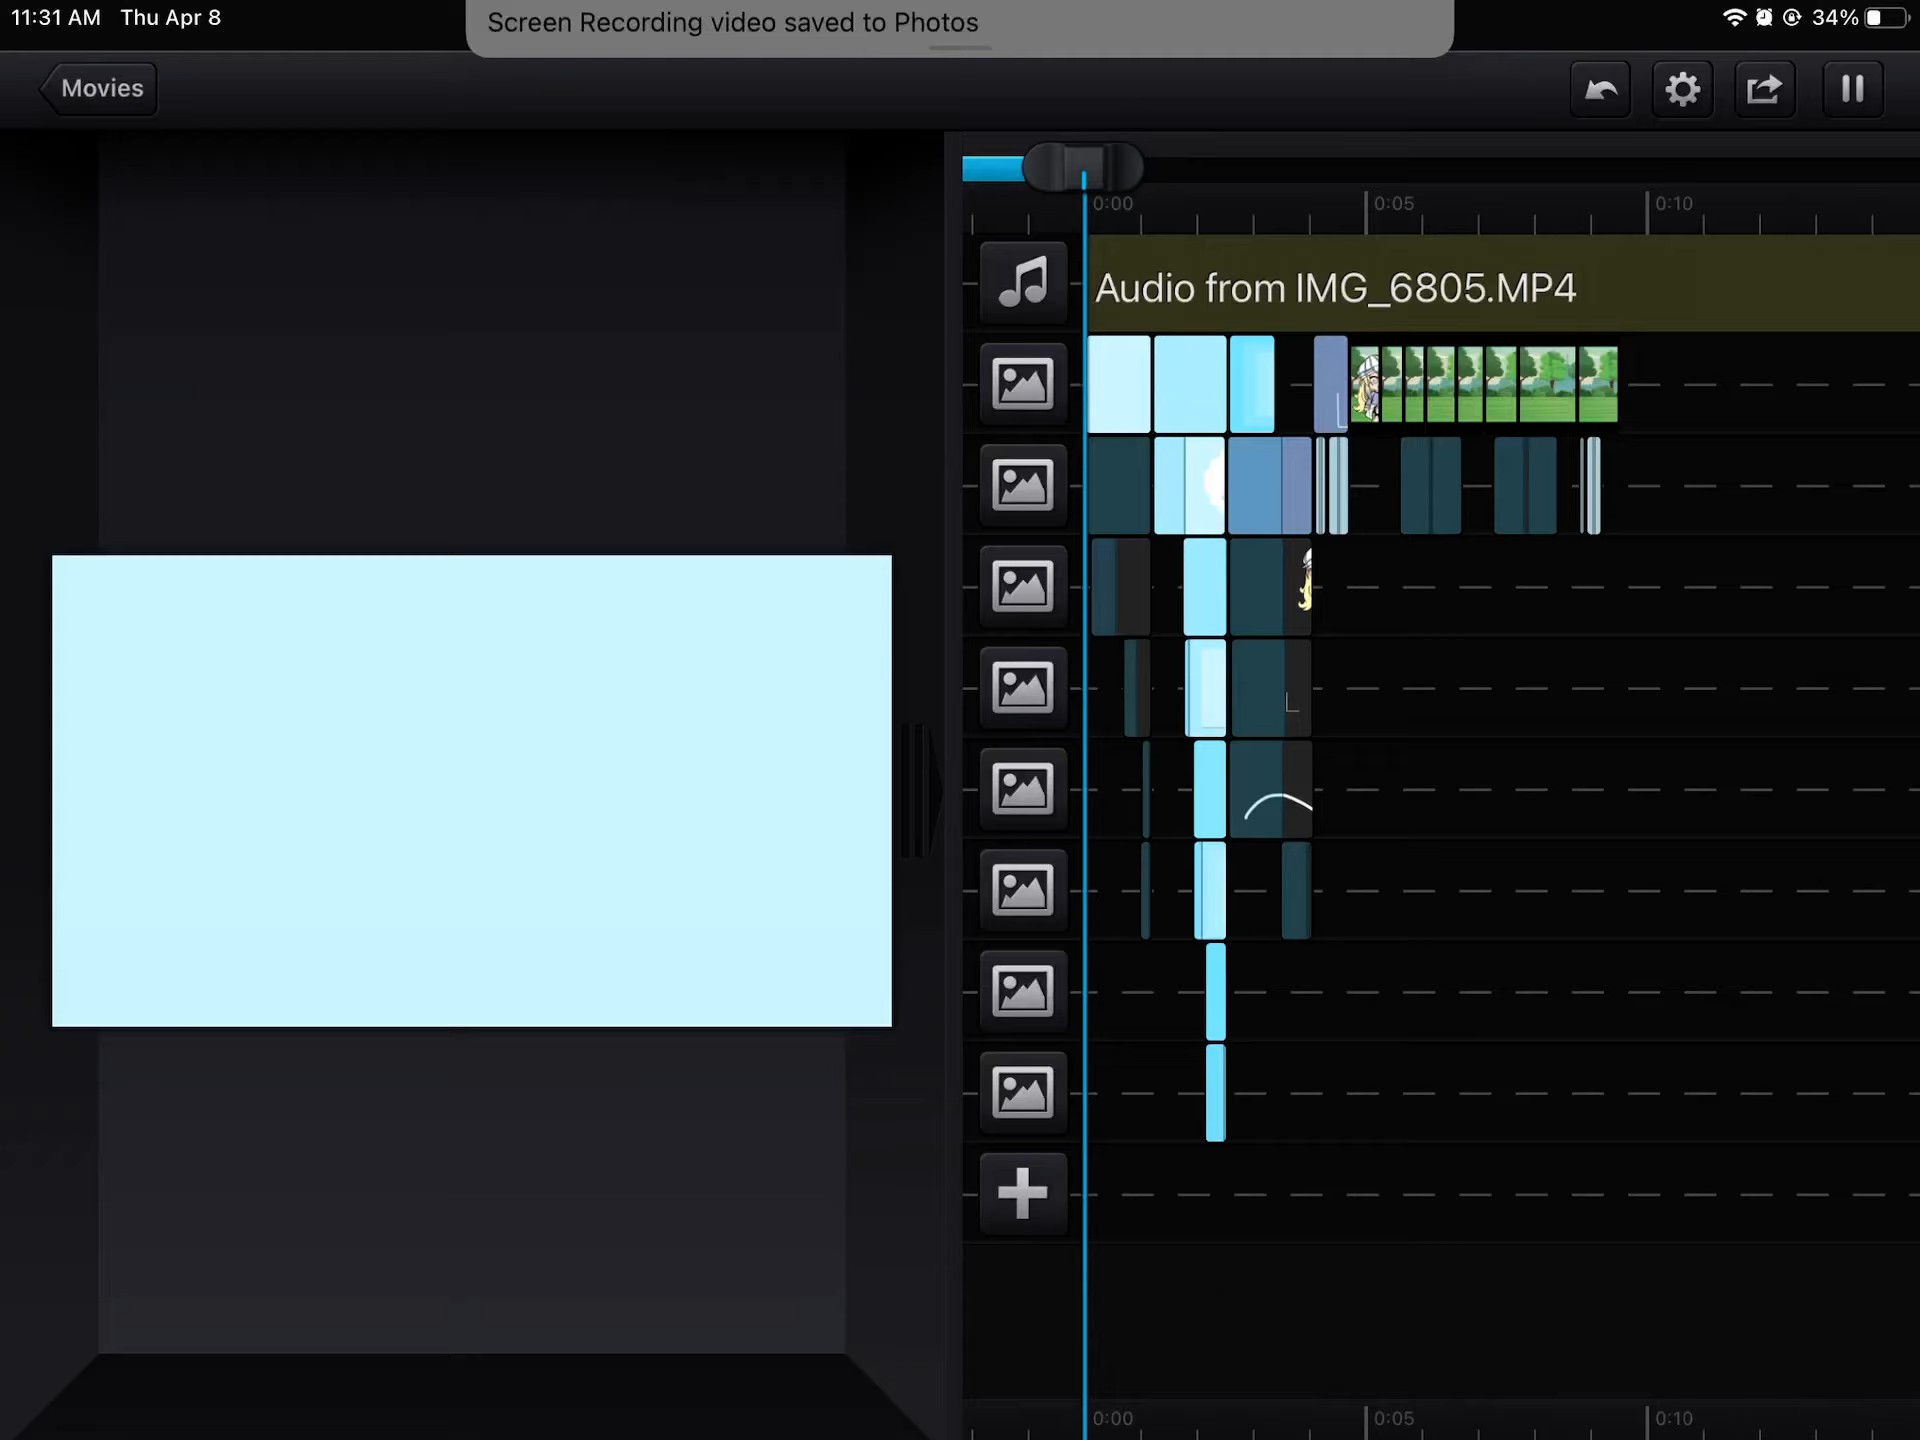 11:31 AM Thu Apr 8
Screen Recording video saved to Photos
34%
Movies
0:00 0:05 0:10
Audio from IMG_6805.MP4
0:00 0:05 0:10